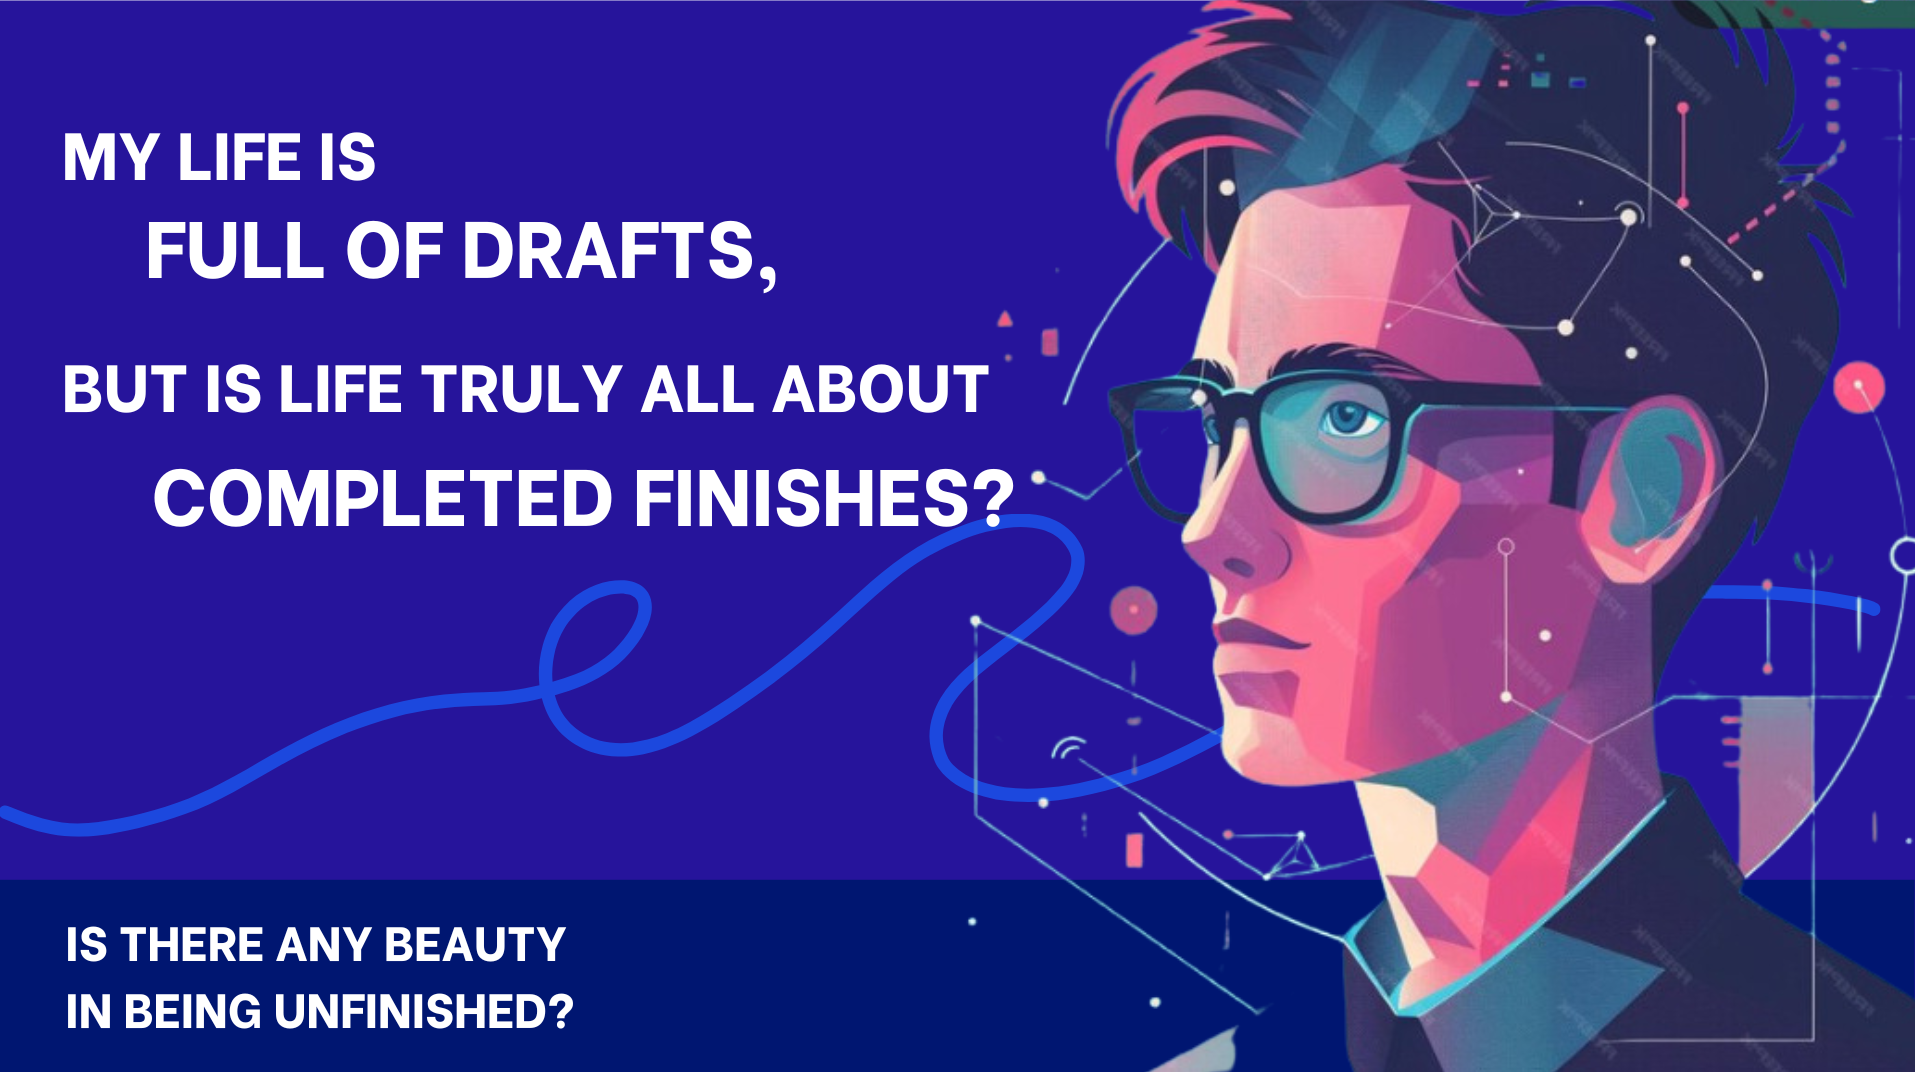 MY LIFE IS
FULL OF DRAFTS,
BUT IS LIFE TRULY ALL ABOUT
COMPLETED FINISHES?
IS THERE ANY BEAUTY
IN BEING UNFINISHED?